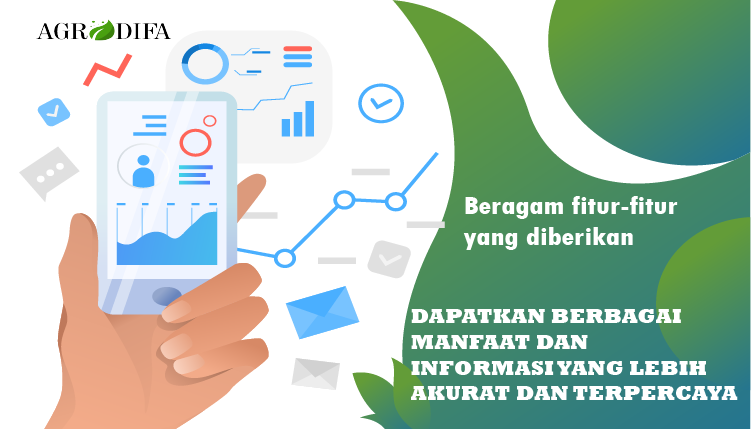 AGRODIFA
Beragam fitur-fitur
yang diberikan
DAPATKAN BERBAGAI
MANFAAT DAN
INFORMASI YANG LEBIH
AKURAT DAN TERPERCAYA